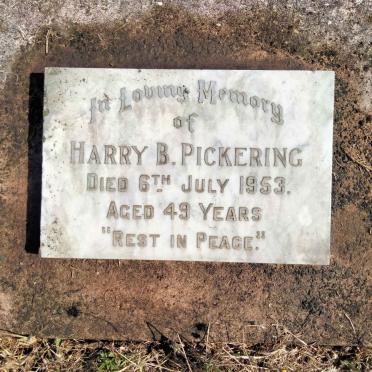 In Loving Memory
of
HARRY B. PICKERING
DIED 6TH JULY 1953.
AGED 49 YEARS
"REST IN PEACE."